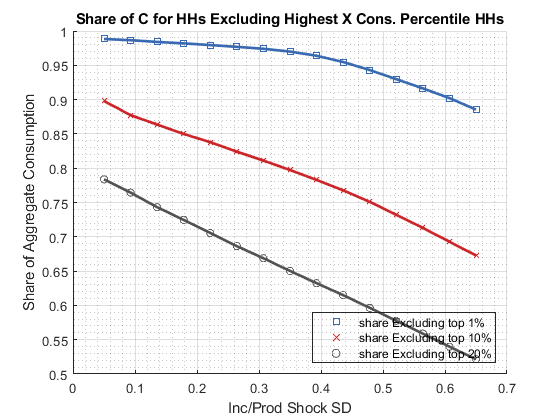 Share of C for HHs Excluding Highest X Cons. Percentile HHs
1
0.95
0.9
0.85
0.8
0.75
0.7
0.65
0.6
0.55
0.5
Share of Aggregate Consumption
share Excluding top 1%
share Excluding top 10%
share Excluding top 20%
0 0.1 0.2 0.3 0.4 0.5 0.6 0.7
Inc/Prod Shock SD